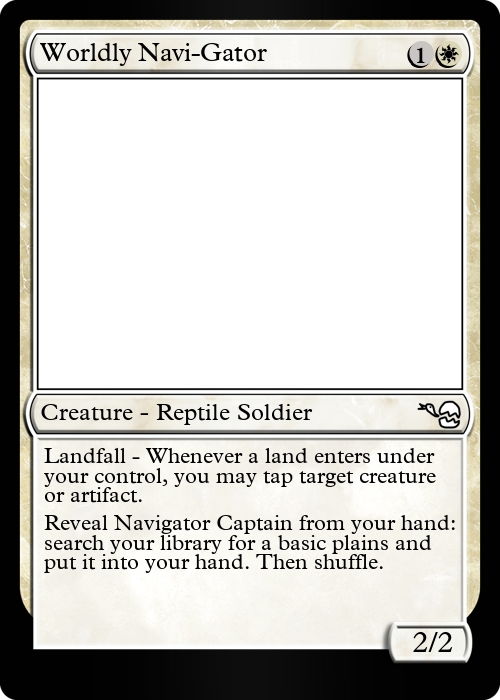 Worldly Navi-Gator 1
Creature - Reptile Soldier
Landfall - Whenever a land enters under
your control, you may tap target creature
or artifact.
Reveal Navigator Captain from your hand:
search your library for a basic plains and
put it into your hand. Then shuffle.
2/2